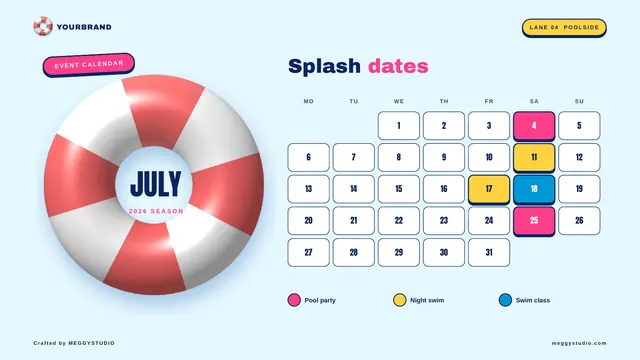 YOURBRAND
LANE 04 POOLSIDE
EVENT CALENDAR
Splash dates
JULY
2026 SEASON
MO TU WE TH FR SA SU
1 2 3 4 5
6 7 8 9 10 11 12
13 14 15 16 17 18 19
20 21 22 23 24 25 26
27 28 29 30 31
Pool party Night swim Swim class
Crafted by MEGGYSTUDIO
meggystudio.com